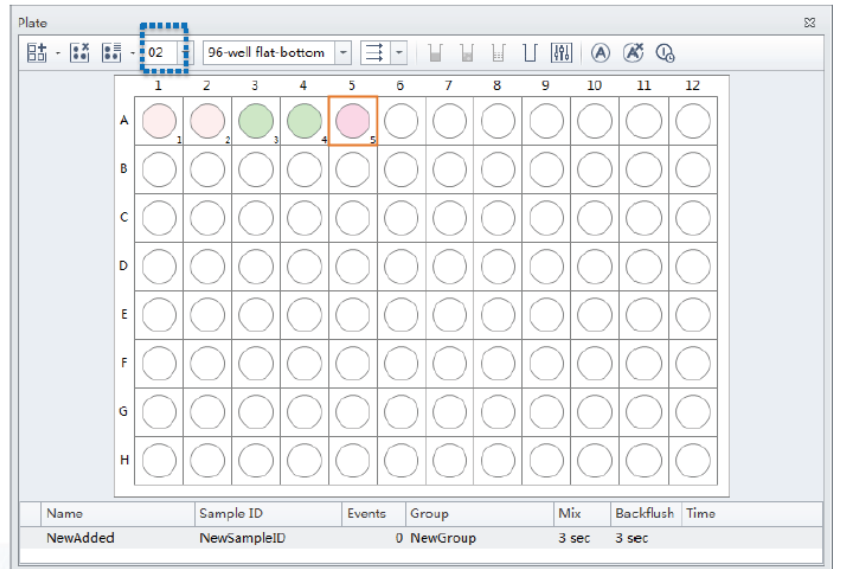 Plate
02 96-well flat-bottom
1 2 3 4 5 6 7 8 9 10 11 12
A 1 2 3 4 5
B
C
D
E
F
G
H
Name Sample ID Events Group Mix Backflush Time
NewAdded NewSampleID 0 NewGroup 3 sec 3 sec